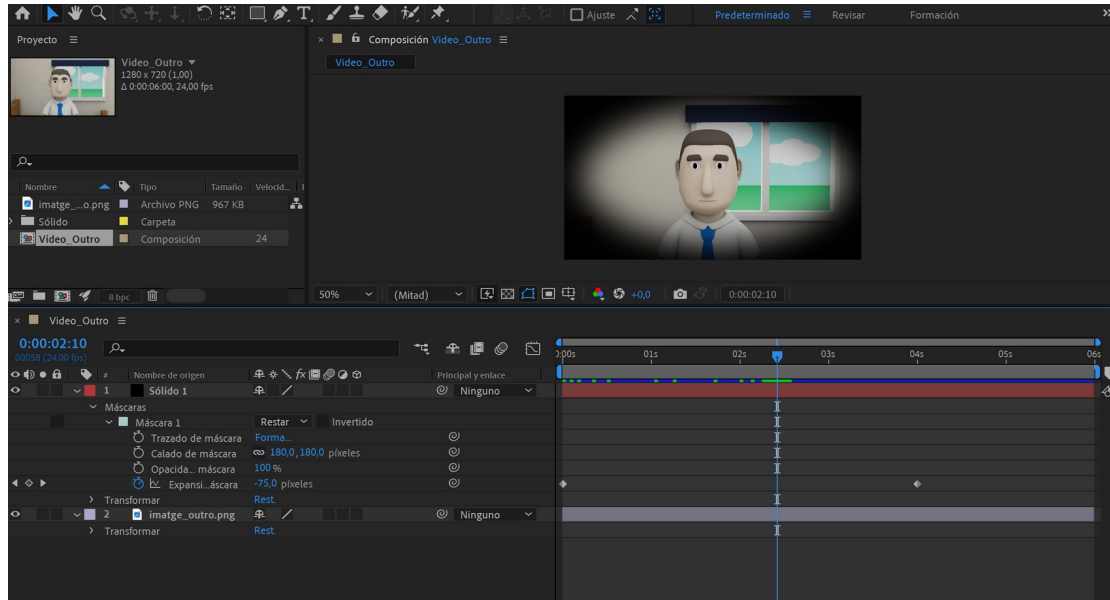 Ajuste Predeterminado Revisar Formación
Proyecto
Video_Outro
1280 x 720 (1,00)
Δ 0:00:06:00, 24,00 fps
Nombre Tipo Tamaño Velocid...
imatge_...o.png Archivo PNG 967 KB
Sólido Carpeta
Video_Outro Composición 24
8 bpc
Composición Video_Outro
Video_Outro
50% (Mitad) +0,0 0:00:02:10
Video_Outro
0:00:02:10
00058 (24.00 fps)
# Nombre de origen Principal y enlace
1 Sólido 1 Ninguno
Máscaras
Máscara 1 Restar Invertido
Trazado de máscara Forma...
Calado de máscara 180,0, 180,0 píxeles
Opacida... máscara 100 %
Expansi...áscara -75,0 píxeles
Transformar Rest.
2 imatge_outro.png Ninguno
Transformar Rest.
):00s 01s 02s 03s 04s 05s 06s